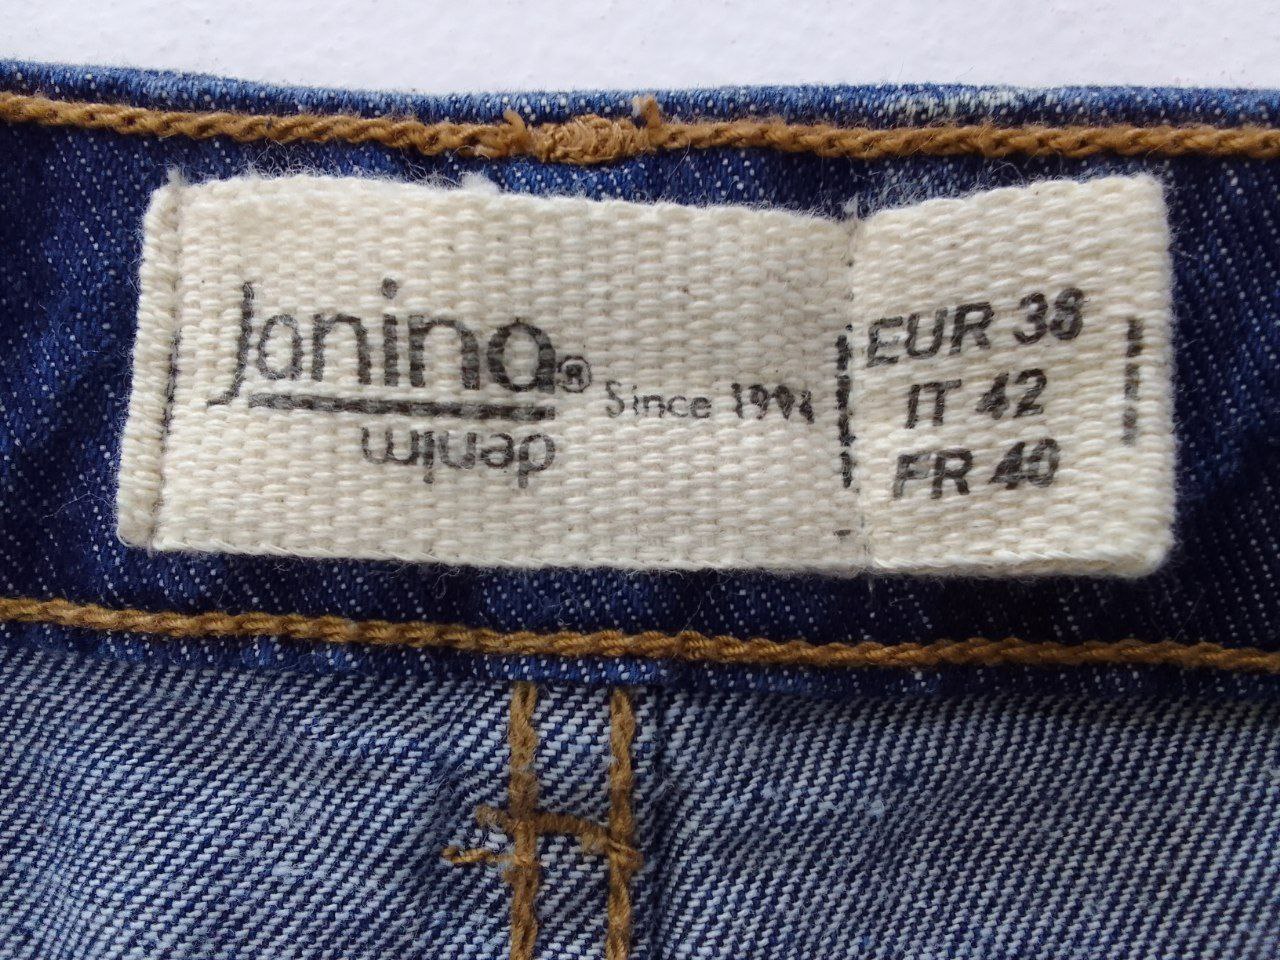 Janina®
denim
Since 1994
EUR 38
IT 42
FR 40